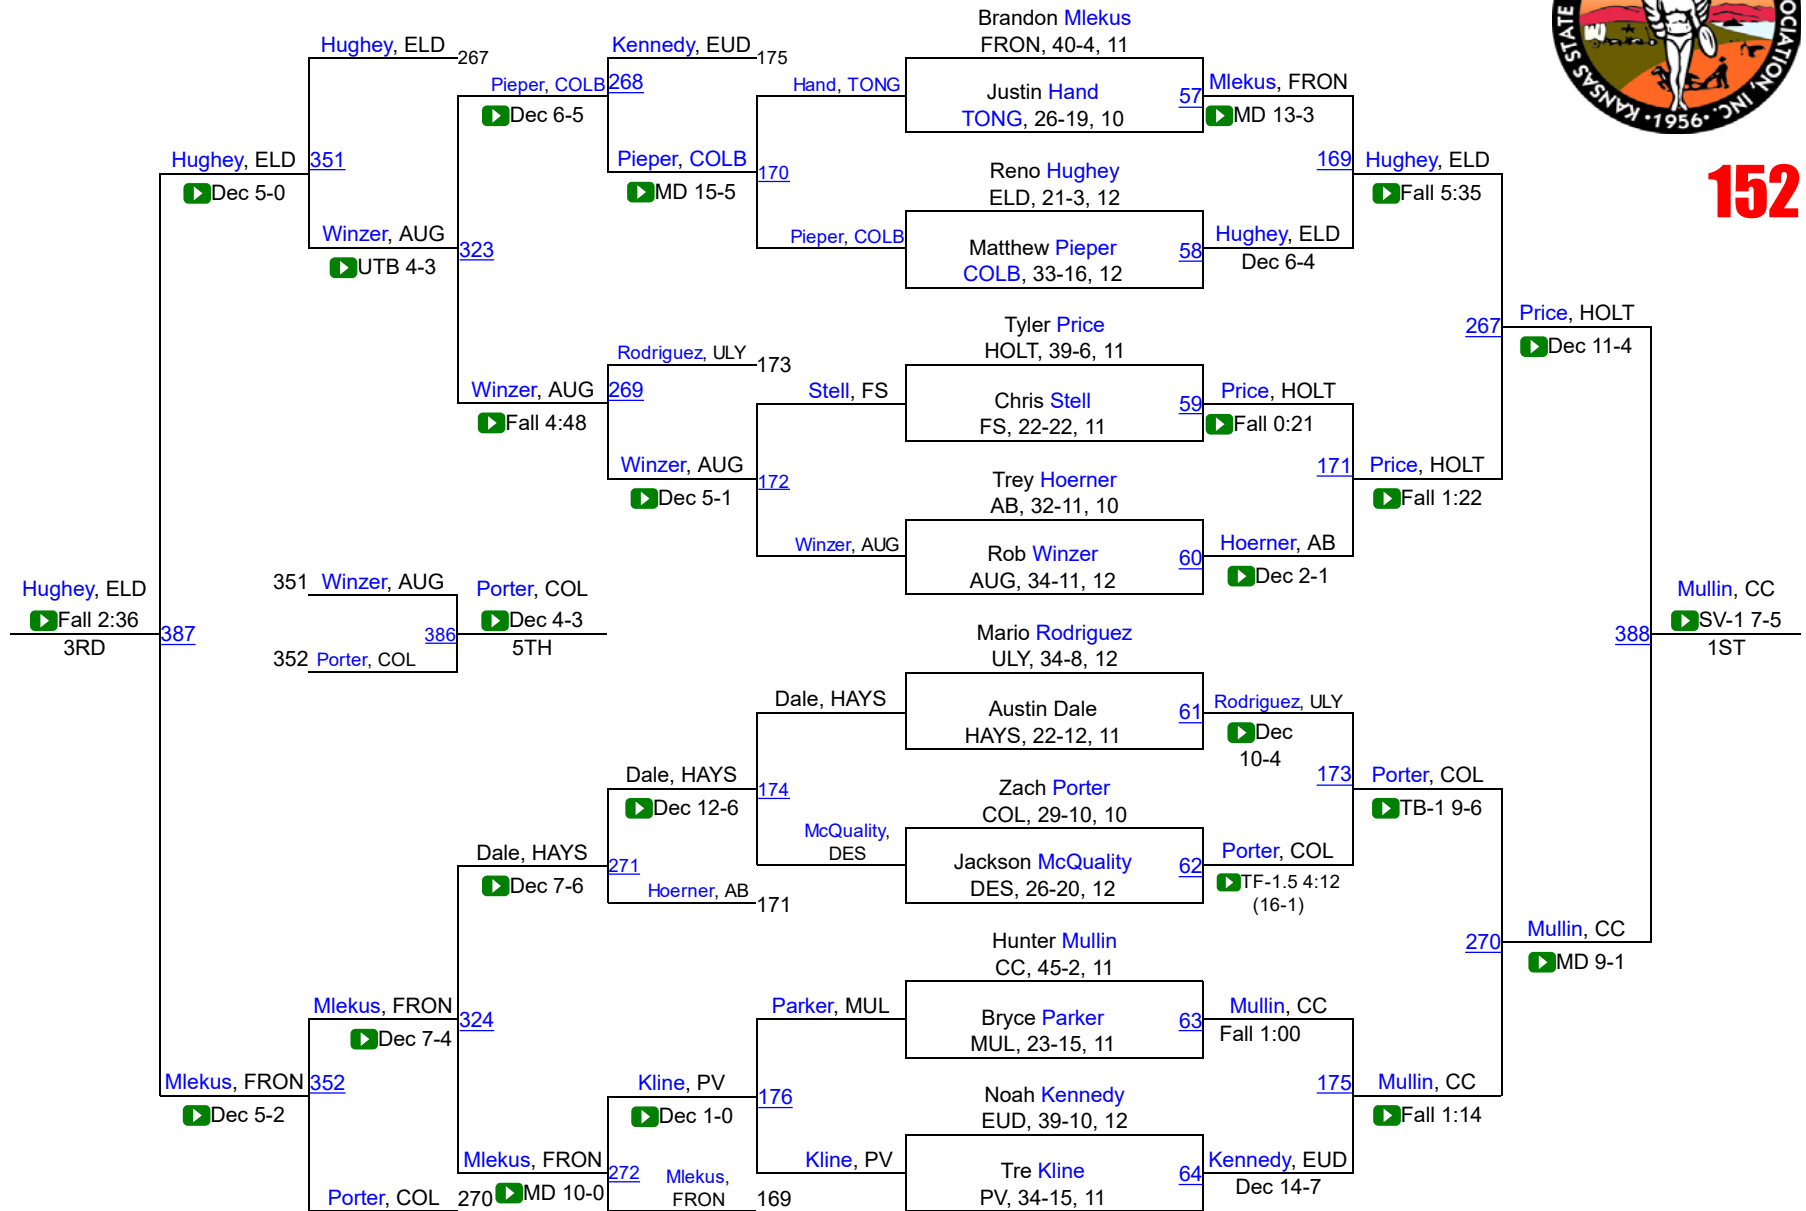 Brandon Mlekus
FRON, 40-4, 11
Hughey, ELD
267
Kennedy, EUD
175
Pieper, COLB
268
Dec 6-5
Hand, TONG
Justin Hand
TONG, 26-19, 10
57
Mlekus, FRON
MD 13-3
KANSAS STATE
OCIATION, INC.
·1956·
152
Hughey, ELD
351
Dec 5-0
Pieper, COLB
170
MD 15-5
Reno Hughey
ELD, 21-3, 12
169
Hughey, ELD
Fall 5:35
Winzer, AUG
323
UTB 4-3
Pieper, COLB
Matthew Pieper
COLB, 33-16, 12
58
Hughey, ELD
Dec 6-4
Tyler Price
HOLT, 39-6, 11
267
Price, HOLT
Dec 11-4
Rodriguez, ULY
173
Winzer, AUG
269
Fall 4:48
Stell, FS
Chris Stell
FS, 22-22, 11
59
Price, HOLT
Fall 0:21
Winzer, AUG
172
Dec 5-1
Trey Hoerner
AB, 32-11, 10
171
Price, HOLT
Fall 1:22
Winzer, AUG
Rob Winzer
AUG, 34-11, 12
60
Hoerner, AB
Dec 2-1
Hughey, ELD
Fall 2:36
3RD
387
351
Winzer, AUG
352
Porter, COL
386
Porter, COL
Dec 4-3
5TH
Mario Rodriguez
ULY, 34-8, 12
388
Mullin, CC
SV-1 7-5
1ST
Dale, HAYS
Austin Dale
HAYS, 22-12, 11
61
Rodriguez, ULY
Dec
10-4
Dale, HAYS
174
Dec 12-6
Zach Porter
COL, 29-10, 10
173
Porter, COL
TB-1 9-6
McQuality,
DES
Dale, HAYS
271
Dec 7-6
Hoerner, AB
171
Jackson McQuality
DES, 26-20, 12
62
Porter, COL
TF-1.5 4:12
(16-1)
Hunter Mullin
CC, 45-2, 11
270
Mullin, CC
MD 9-1
Mlekus, FRON
324
Dec 7-4
Parker, MUL
Bryce Parker
MUL, 23-15, 11
63
Mullin, CC
Fall 1:00
Mlekus, FRON
352
Dec 5-2
Kline, PV
176
Dec 1-0
Noah Kennedy
EUD, 39-10, 12
175
Mullin, CC
Fall 1:14
Mlekus, FRON
272
MD 10-0
Porter, COL
270
Mlekus,
FRON
169
Kline, PV
Tre Kline
PV, 34-15, 11
64
Kennedy, EUD
Dec 14-7